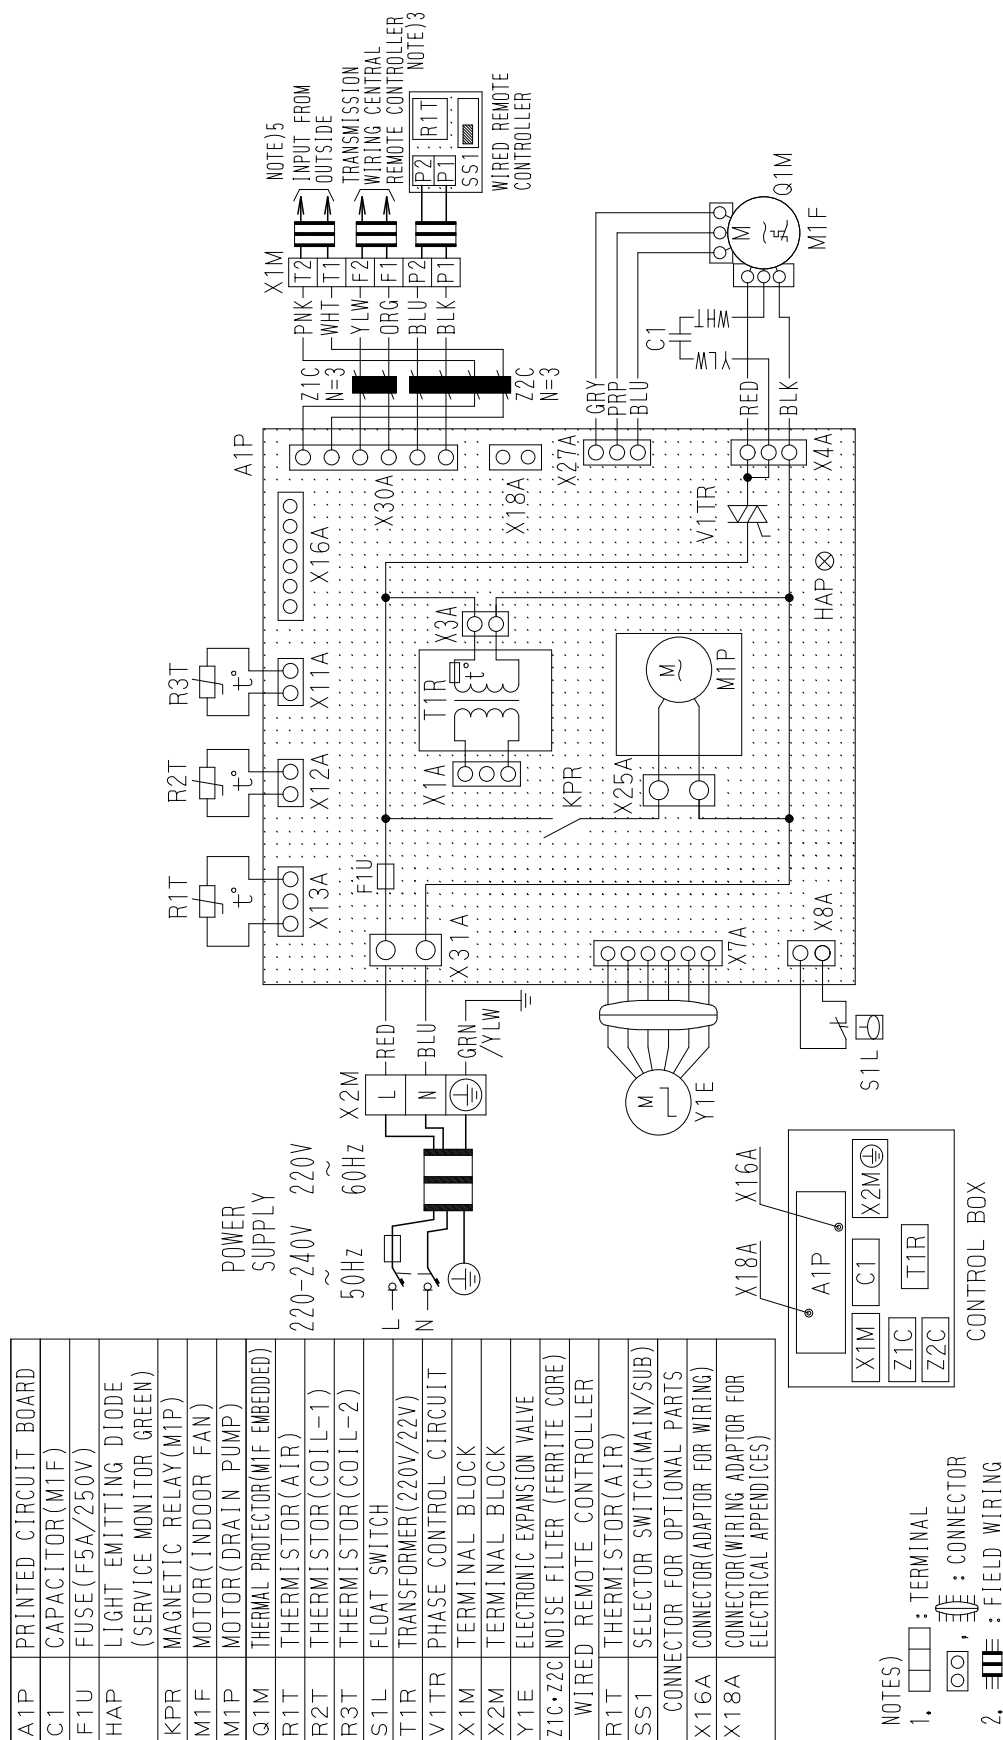 A1P PRINTED CIRCUIT BOARD
C1 CAPACITOR(M1F)
F1U FUSE(F5A/250V)
HAP LIGHT EMITTING DIODE
(SERVICE MONITOR GREEN)
KPR MAGNETIC RELAY(M1P)
M1F MOTOR(INDOOR FAN)
M1P MOTOR(DRAIN PUMP)
Q1M THERMAL PROTECTOR(M1F EMBEDDED)
R1T THERMISTOR(AIR)
R2T THERMISTOR(COIL-1)
R3T THERMISTOR(COIL-2)
S1L FLOAT SWITCH
T1R TRANSFORMER(220V/22V)
V1TR PHASE CONTROL CIRCUIT
X1M TERMINAL BLOCK
X2M TERMINAL BLOCK
Y1E ELECTRONIC EXPANSION VALVE
Z1C·Z2C NOISE FILTER (FERRITE CORE)
WIRED REMOTE CONTROLLER
R1T THERMISTOR(AIR)
SS1 SELECTOR SWITCH(MAIN/SUB)
CONNECTOR FOR OPTIONAL PARTS
X16A CONNECTOR(ADAPTOR FOR WIRING)
X18A CONNECTOR(WIRING ADAPTOR FOR
ELECTRICAL APPENDICES)
NOTES)
1. : TERMINAL
, : CONNECTOR
2. : FIELD WIRING
POWER
SUPPLY
220-240V 220V
~ ~
50Hz 60Hz
L
N
X2M
L
N
RED
BLU
GRN
/YLW
X18A X16A
A1P
X1M C1 X2M
Z1C T1R
Z2C
CONTROL BOX
R1T
t°
X13A
R2T
t°
X12A
R3T
t°
X11A
X16A
A1P
X31A
F1U
X1A
T1R
t°
X3A
X30A
X18A
KPR
X25A
M
~
M1P
X27A
V1TR
X4A
HAP
X7A
M
Y1E
X8A
S1L
X1M
T2
T1
F2
F1
P2
P1
PNK
WHT
YLW
ORG
BLU
BLK
Z1C
N=3
Z2C
N=3
NOTE)5
INPUT FROM
OUTSIDE
TRANSMISSION
WIRING CENTRAL
REMOTE CONTROLLER
NOTE)3
P2
P1
R1T
SS1
WIRED REMOTE
CONTROLLER
GRY
PRP
BLU
C1
YLW
WHT
RED
BLK
M
~
Q1M
M1F